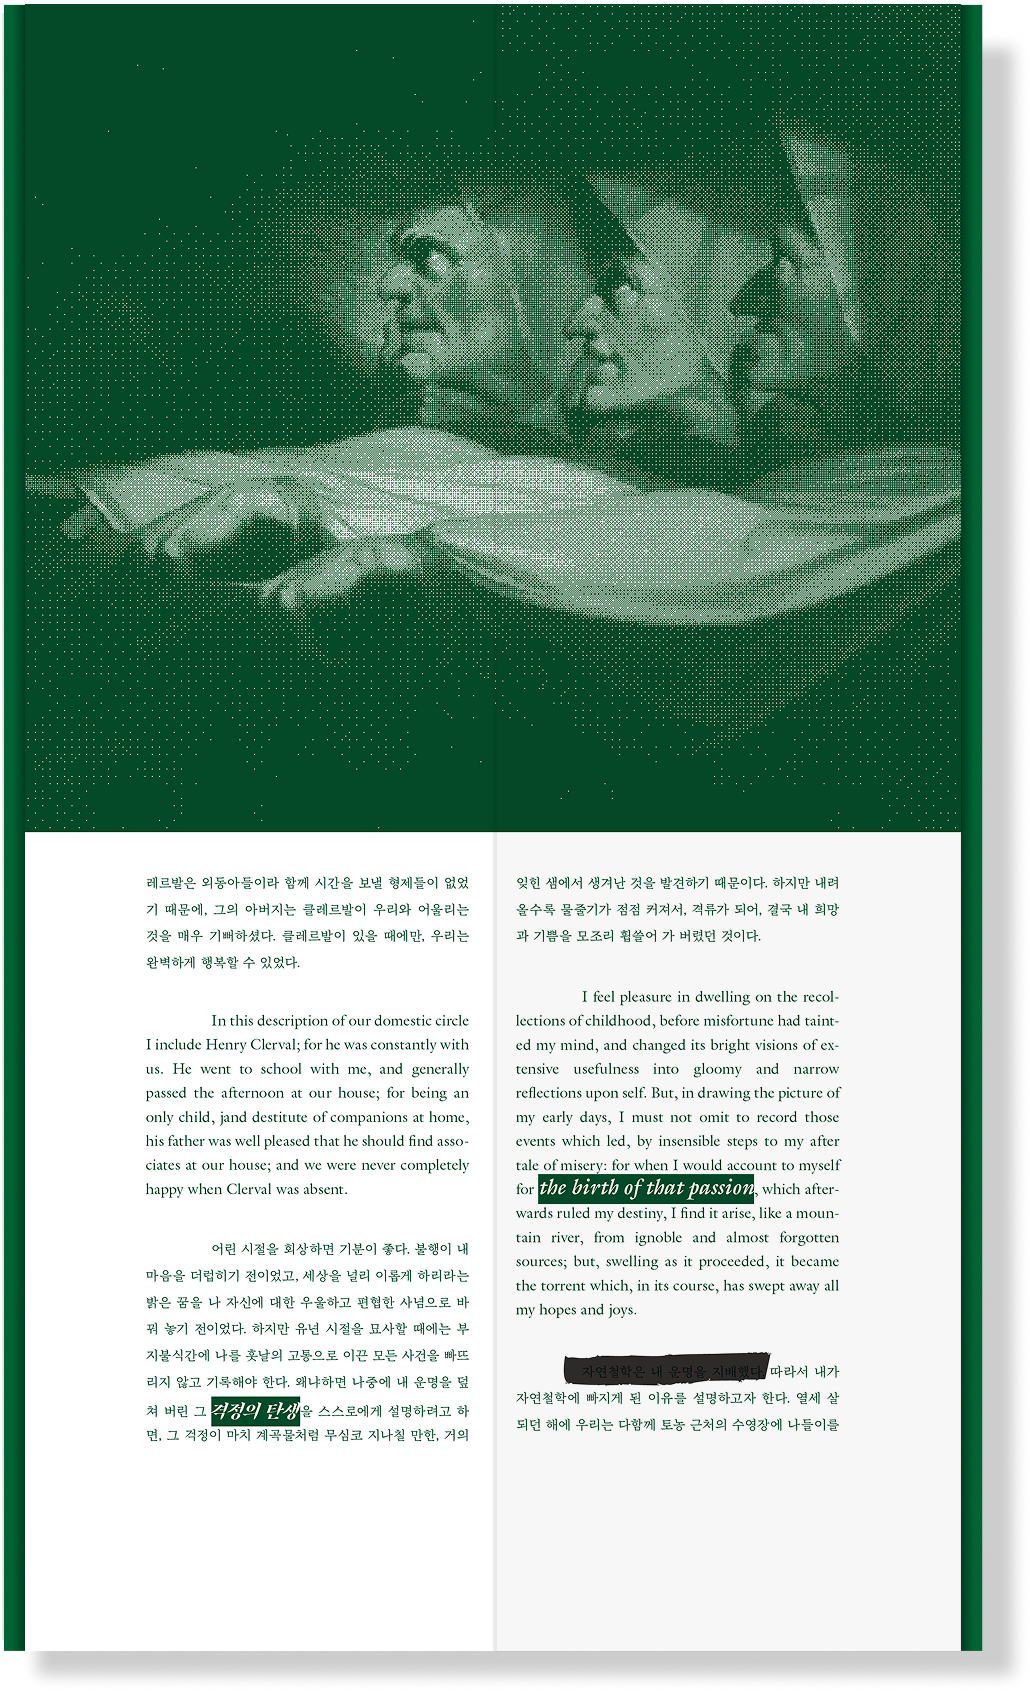 레르발은 외동아들이라 함께 시간을 보낼 형제들이 없었
기 때문에, 그의 아버지는 클레르발이 우리와 어울리는
것을 매우 기뻐하셨다. 클레르발이 있을 때에만, 우리는
완벽하게 행복할 수 있었다.
In this description of our domestic circle
I include Henry Clerval; for he was constantly with
us. He went to school with me, and generally
passed the afternoon at our house; for being an
only child, jand destitute of companions at home,
his father was well pleased that he should find asso-
ciates at our house; and we were never completely
happy when Clerval was absent.
어린 시절을 회상하면 기분이 좋다. 불행이 내
마음을 더럽히기 전이었고, 세상을 널리 이롭게 하리라는
밝은 꿈을 나 자신에 대한 우울하고 편협한 사념으로 바
꿔 놓기 전이었다. 하지만 유년 시절을 묘사할 때에는 부
지불식간에 나를 훗날의 고통으로 이끈 모든 사건을 빠뜨
리지 않고 기록해야 한다. 왜냐하면 나중에 내 운명을 덮
쳐 버린 그 걱정의 탄생을 스스로에게 설명하려고 하
면, 그 걱정이 마치 계곡물처럼 무심코 지나칠 만한, 거의
잊힌 샘에서 생겨난 것을 발견하기 때문이다. 하지만 내려
올수록 물줄기가 점점 커져서, 격류가 되어, 결국 내 희망
과 기쁨을 모조리 휩쓸어 가 버렸던 것이다.
I feel pleasure in dwelling on the recol-
lections of childhood, before misfortune had taint-
ed my mind, and changed its bright visions of ex-
tensive usefulness into gloomy and narrow
reflections upon self. But, in drawing the picture of
my early days, I must not omit to record those
events which led, by insensible steps to my after
tale of misery: for when I would account to myself
for the birth of that passion, which after-
wards ruled my destiny, I find it arise, like a moun-
tain river, from ignoble and almost forgotten
sources; but, swelling as it proceeded, it became
the torrent which, in its course, has swept away all
my hopes and joys.
자연철학은 내 운명을 지배했다. 따라서 내가
자연철학에 빠지게 된 이유를 설명하고자 한다. 열세 살
되던 해에 우리는 다함께 토농 근처의 수영장에 나들이를